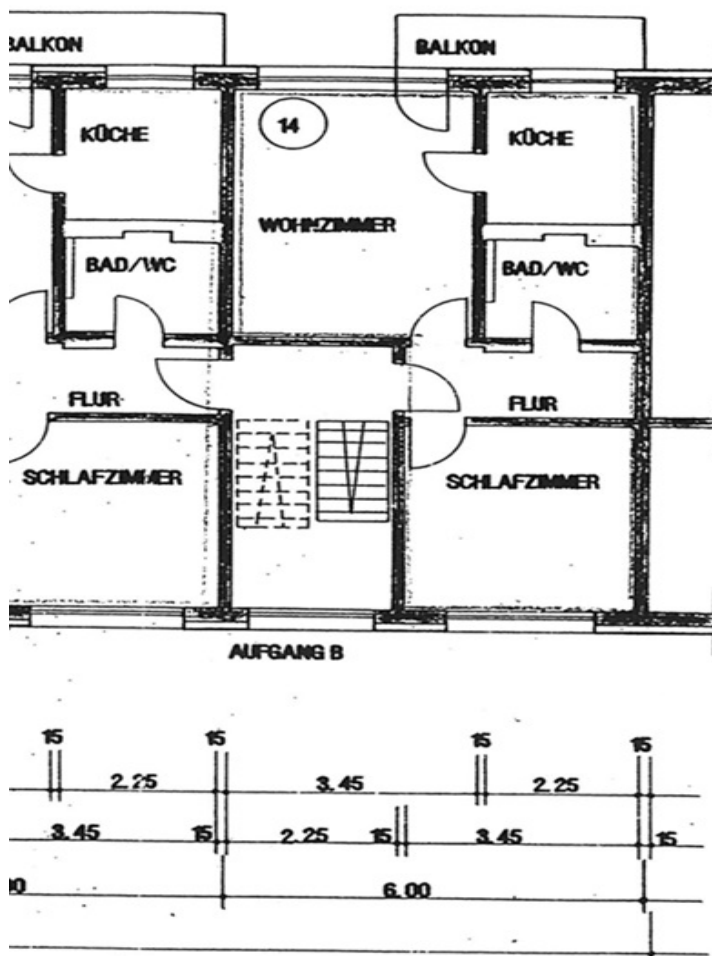 BALKON
BALKON
KÜCHE
14
KÜCHE
WOHNZIMMER
BAD/WC
BAD/WC
FLUR
FLUR
SCHLAFZIMMER
SCHLAFZIMMER
AUFGANG B
15
15
15
15
2.25
3.45
2.25
3.45
15
2.25
15
3.45
15
6.00